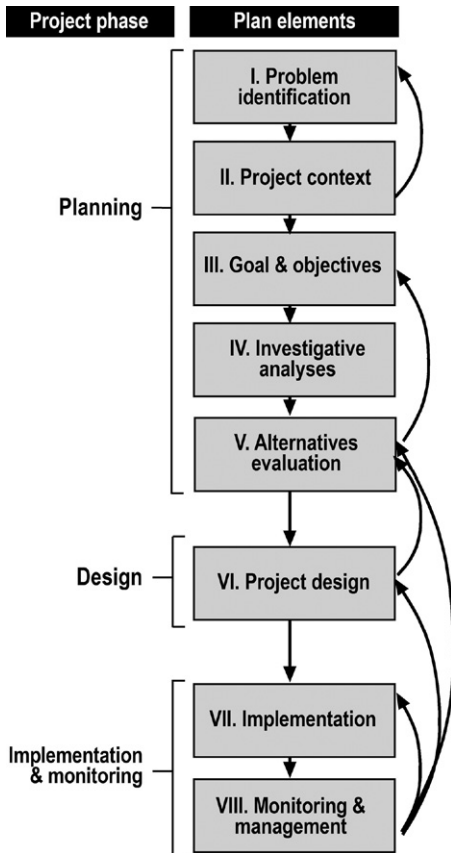 Project phase
Plan elements
Planning
I. Problem
identification
II. Project context
III. Goal & objectives
IV. Investigative
analyses
V. Alternatives
evaluation
Design
VI. Project design
Implementation
& monitoring
VII. Implementation
VIII. Monitoring &
management